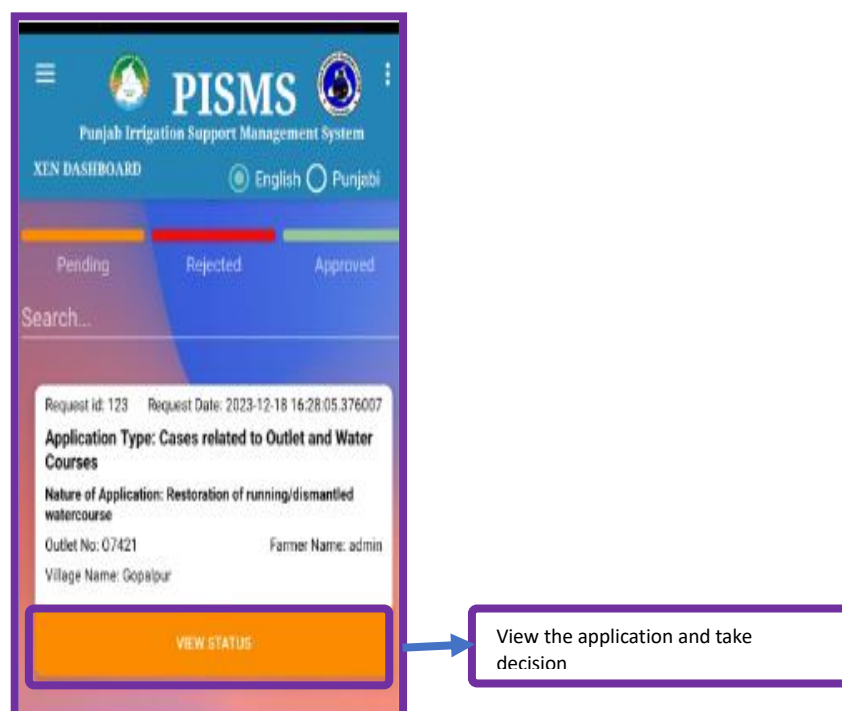 PISMS
Punjab Irrigation Support Management System
XEN DASHBOARD
English Punjabi
Pending Rejected Approved
Search...
Request id: 123 Request Date: 2023-12-18 16:28:05.376007
Application Type: Cases related to Outlet and Water
Courses
Nature of Application: Restoration of running/dismantled
watercourse
Outlet No: O7421 Farmer Name: admin
Village Name: Gopalpur
VIEW STATUS
View the application and take
decision